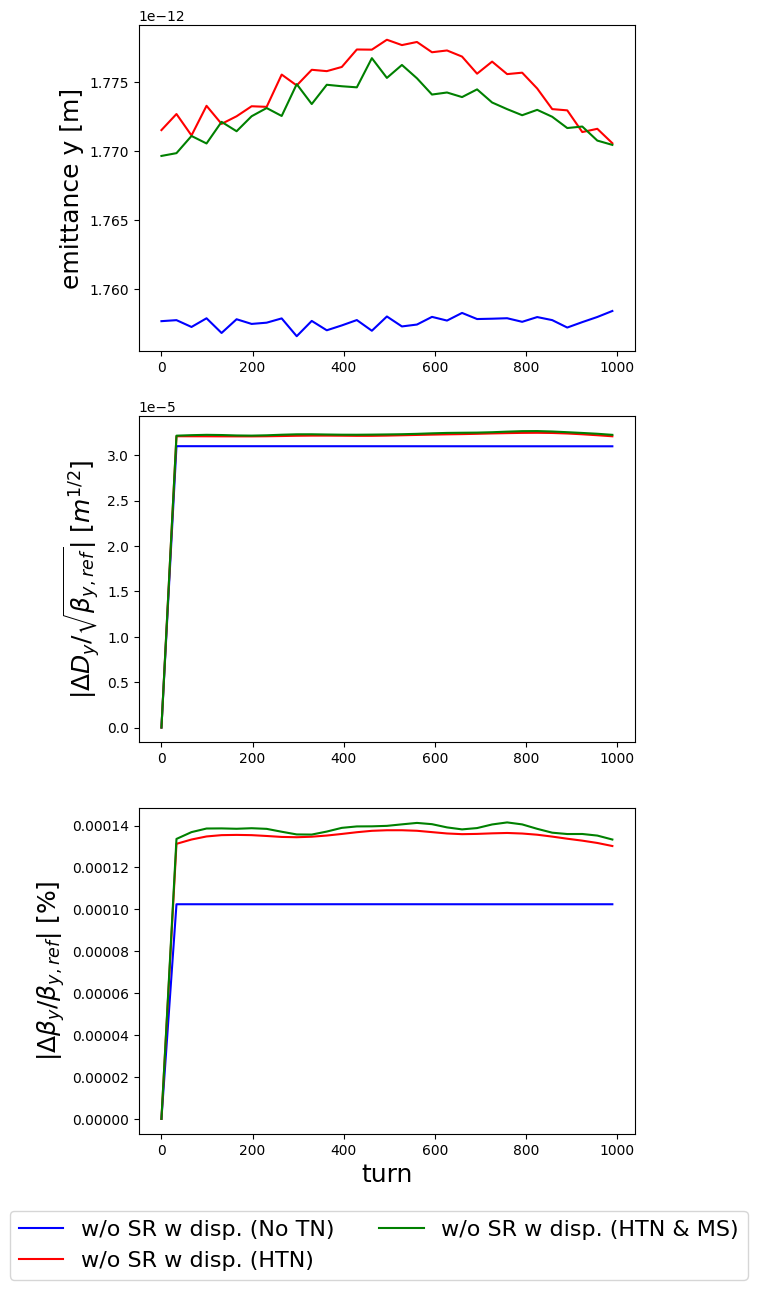 1e−12
emittance y [m]
1.775
1.770
1.765
1.760
0 200 400 600 800 1000
1e−5
|ΔD_y/√β_{y,ref}| [m^{1/2}]
3.0
2.5
2.0
1.5
1.0
0.5
0.0
0 200 400 600 800 1000
|Δβ_y/β_{y,ref}| [%]
0.00014
0.00012
0.00010
0.00008
0.00006
0.00004
0.00002
0.00000
0 200 400 600 800 1000
turn
w/o SR w disp. (No TN)
w/o SR w disp. (HTN)
w/o SR w disp. (HTN & MS)